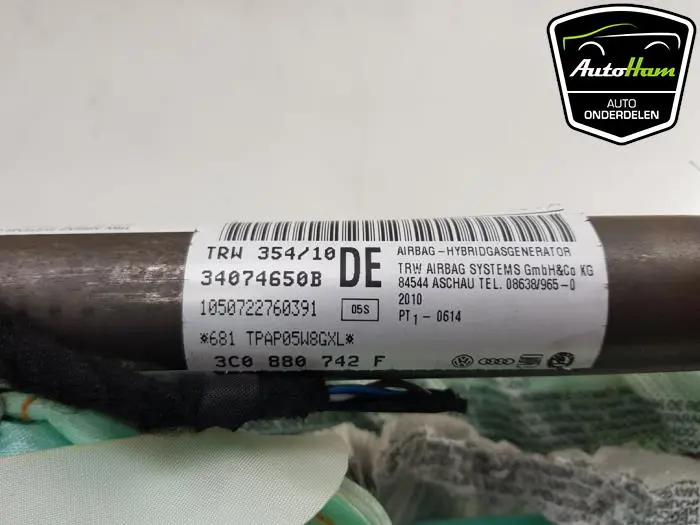 AutoHam
AUTO
ONDERDELEN
TRW 354/10
34074650B
DE
1050722760391
05S
*681 TPAP05W8GXL*
3C0 880 742 F
AIRBAG-HYBRIDGASGENERATOR
TRW AIRBAG SYSTEMS GmbH&Co KG
84544 ASCHAU TEL. 08638/965-0
2010
PT1- 0614